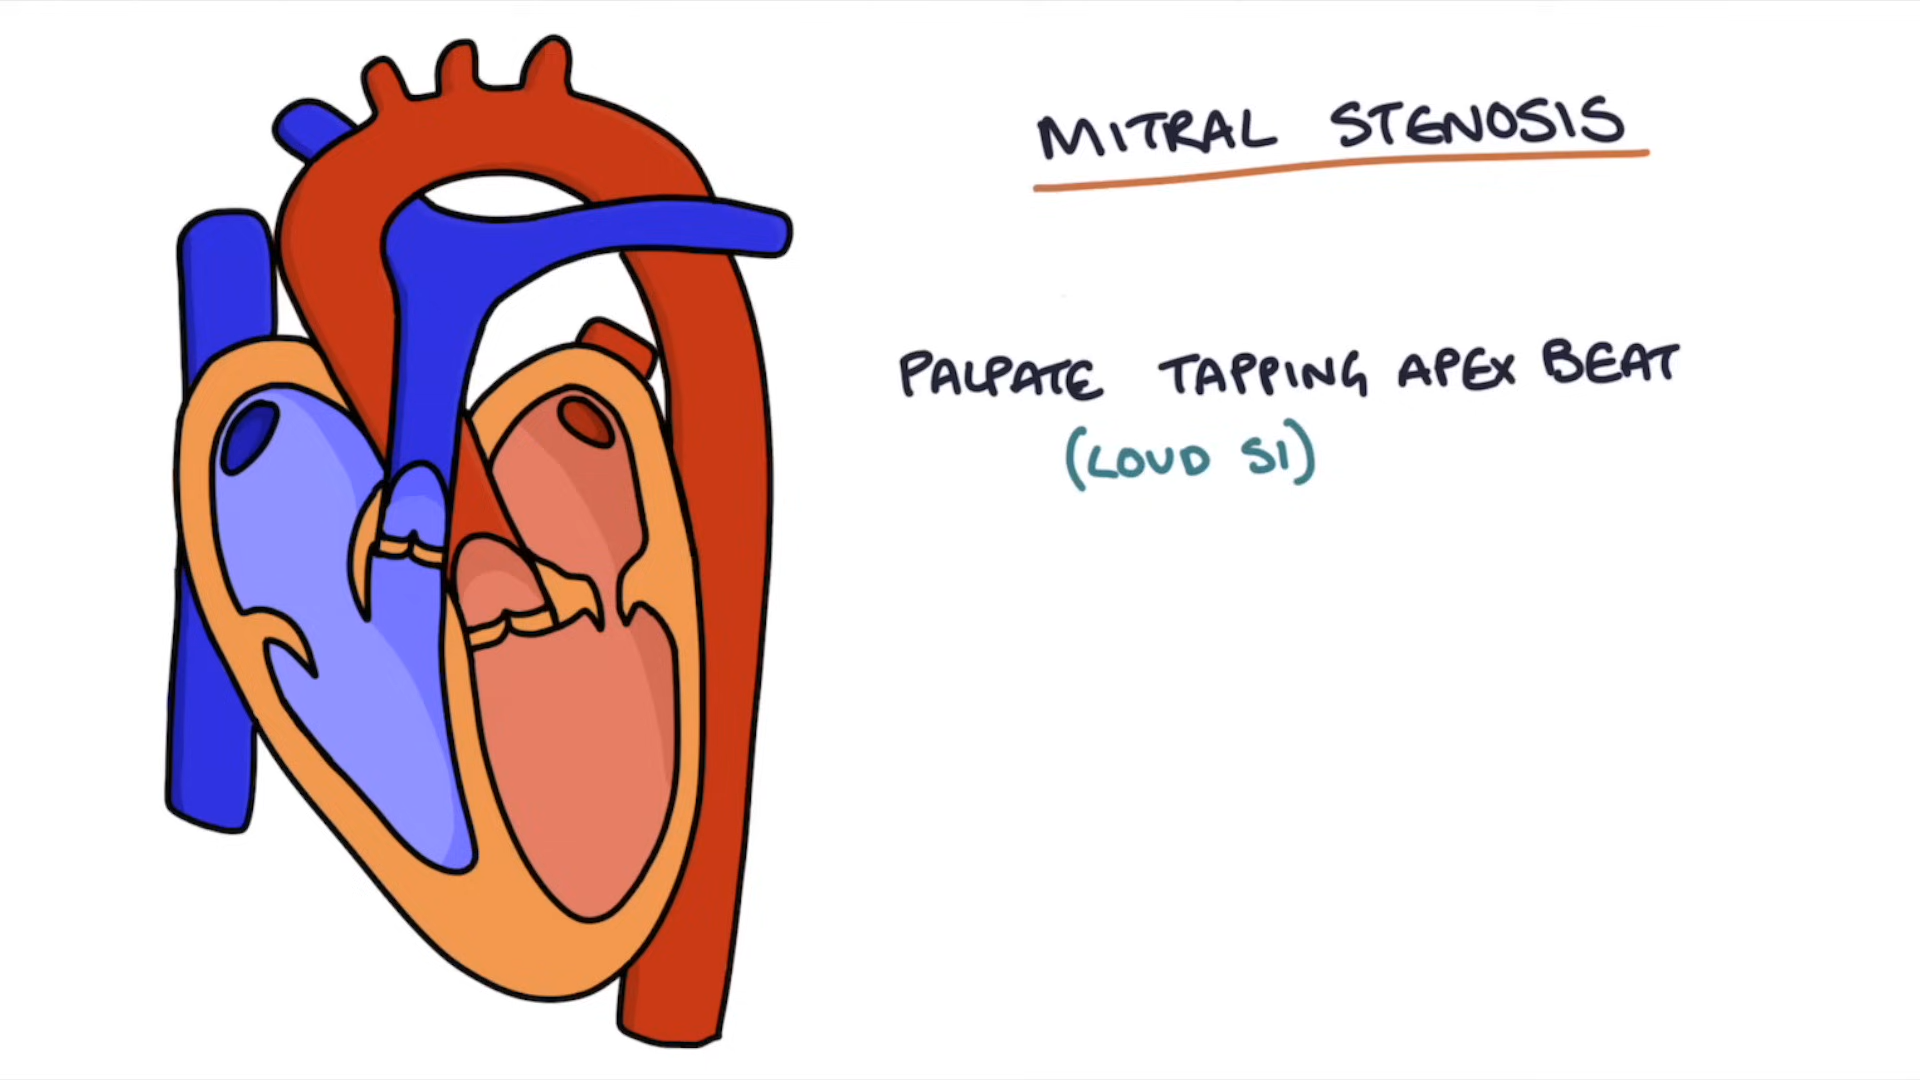 MITRAL STENOSIS
PALPATE TAPPING APEX BEAT
(LOUD S1)